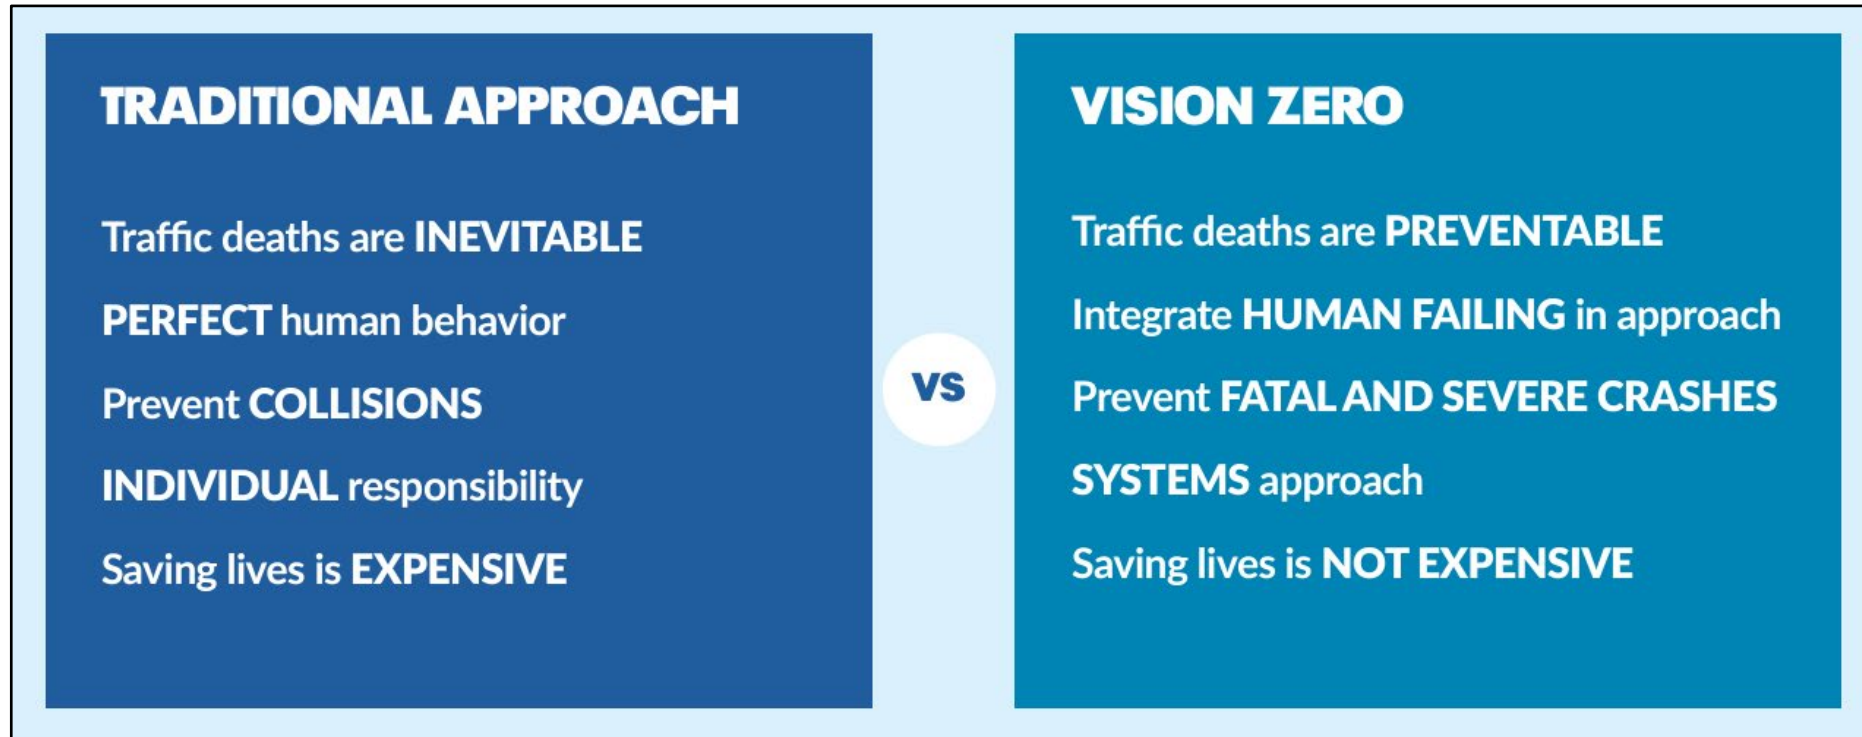 TRADITIONAL APPROACH
Traffic deaths are INEVITABLE
PERFECT human behavior
Prevent COLLISIONS
INDIVIDUAL responsibility
Saving lives is EXPENSIVE
VS
VISION ZERO
Traffic deaths are PREVENTABLE
Integrate HUMAN FAILING in approach
Prevent FATAL AND SEVERE CRASHES
SYSTEMS approach
Saving lives is NOT EXPENSIVE